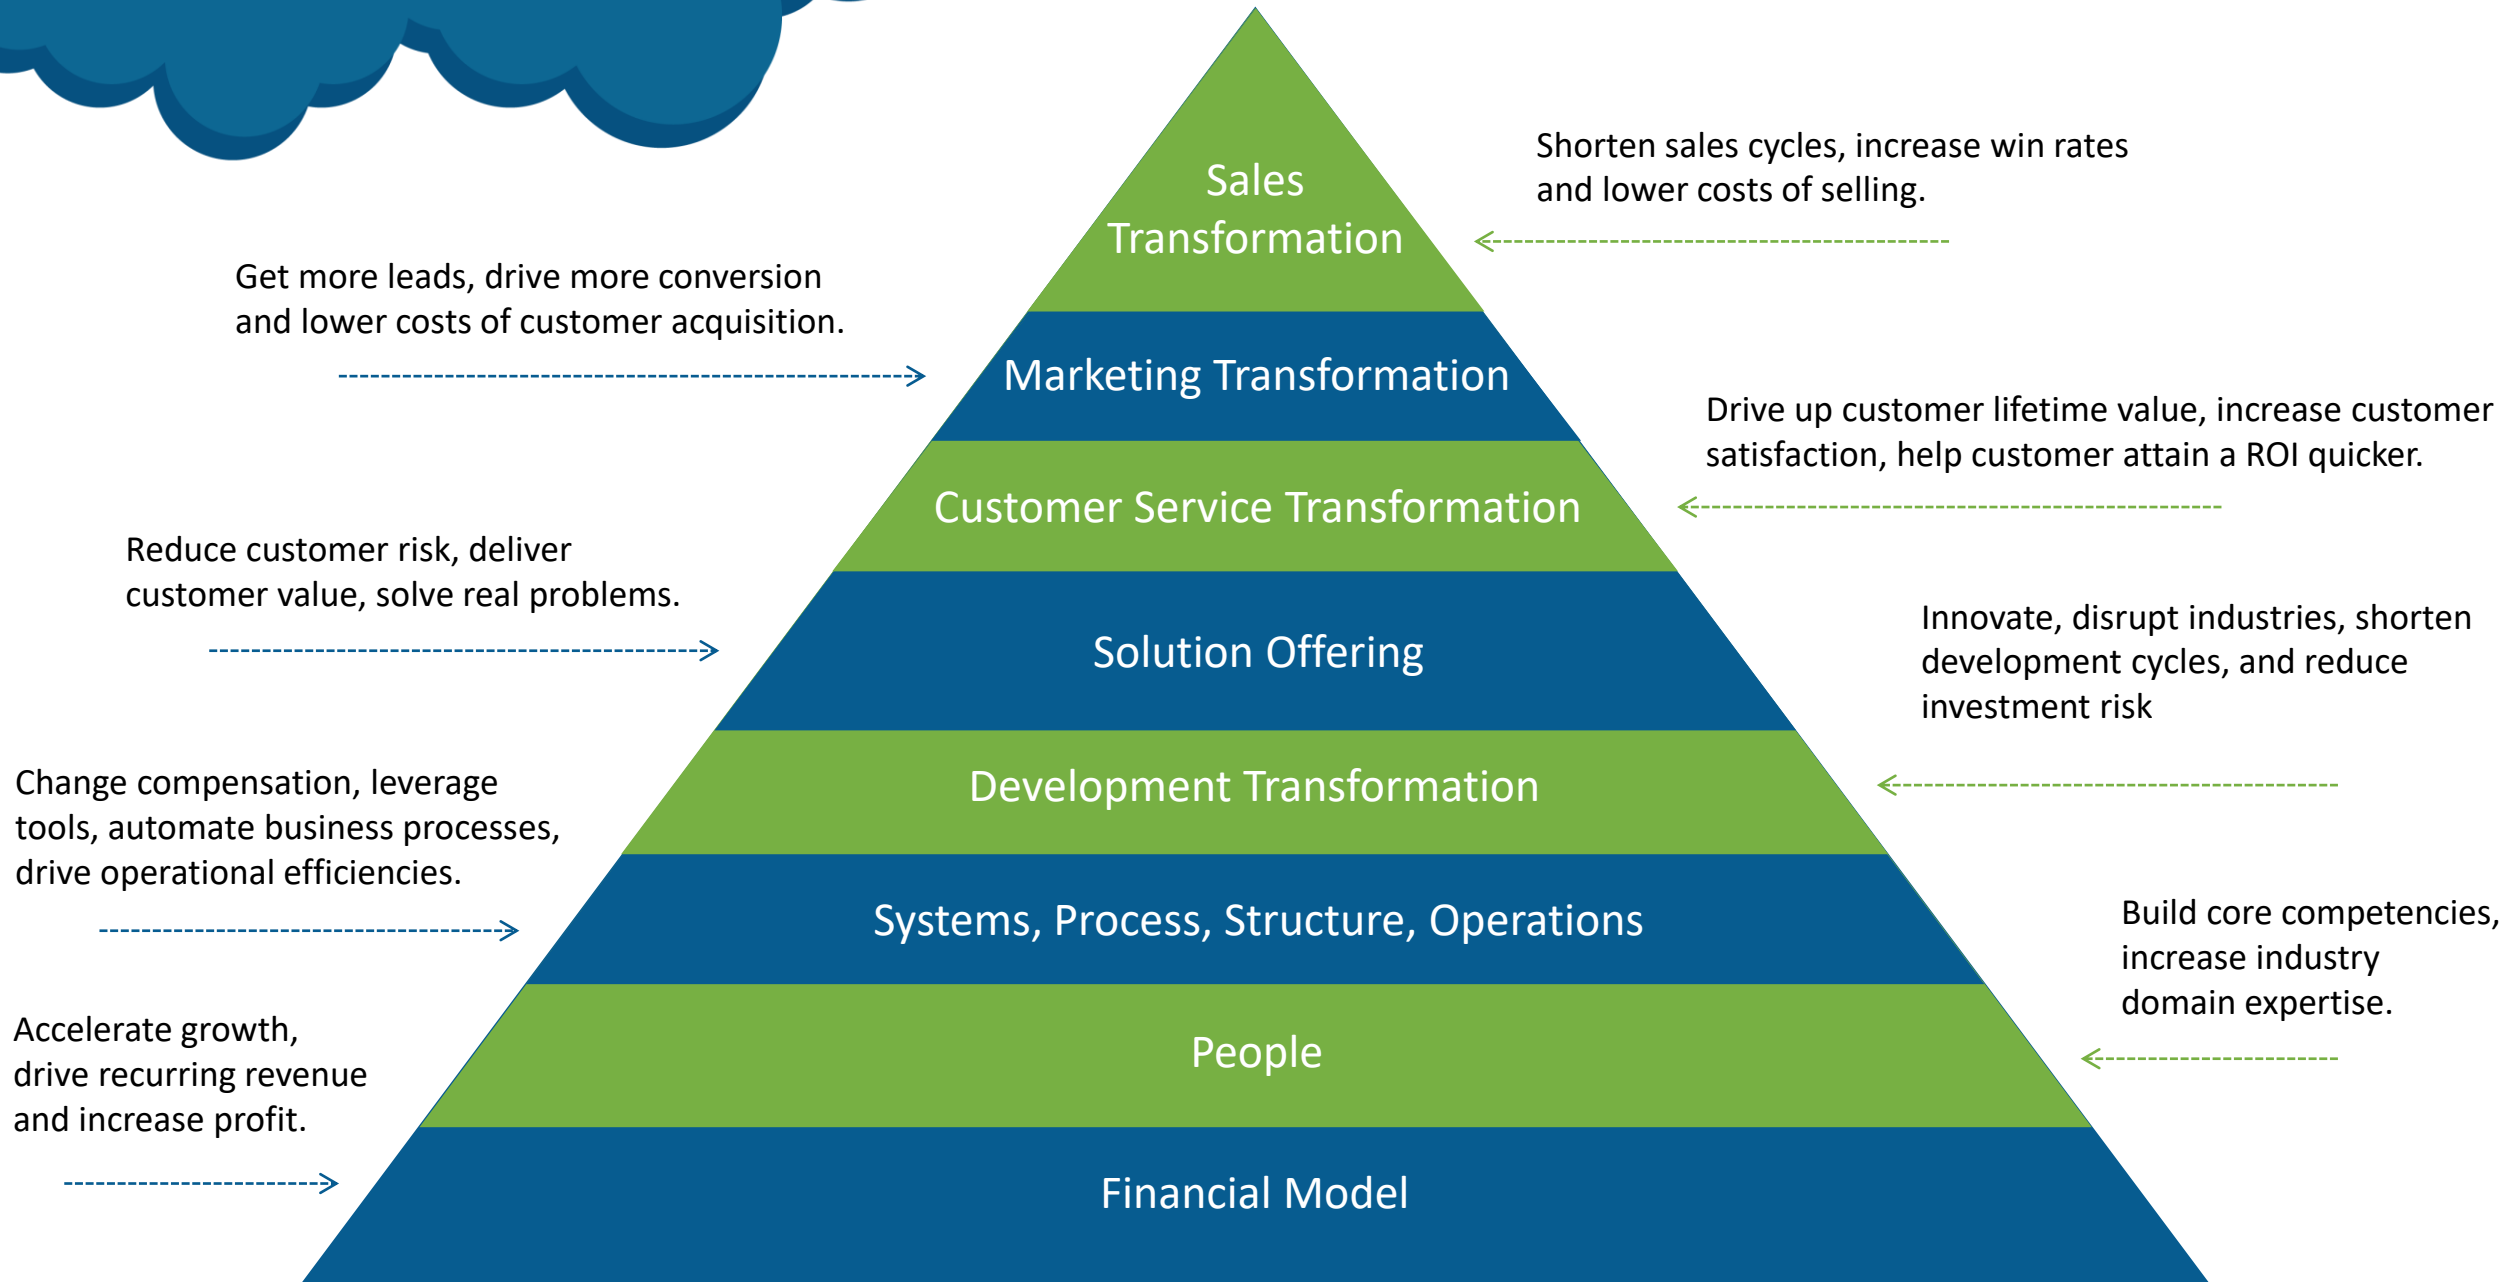 Sales
Transformation
Shorten sales cycles, increase win rates
and lower costs of selling.
Get more leads, drive more conversion
and lower costs of customer acquisition.
Marketing Transformation
Drive up customer lifetime value, increase customer
satisfaction, help customer attain a ROI quicker.
Customer Service Transformation
Reduce customer risk, deliver
customer value, solve real problems.
Solution Offering
Innovate, disrupt industries, shorten
development cycles, and reduce
investment risk
Development Transformation
Change compensation, leverage
tools, automate business processes,
drive operational efficiencies.
Systems, Process, Structure, Operations
Build core competencies,
increase industry
domain expertise.
People
Accelerate growth,
drive recurring revenue
and increase profit.
Financial Model